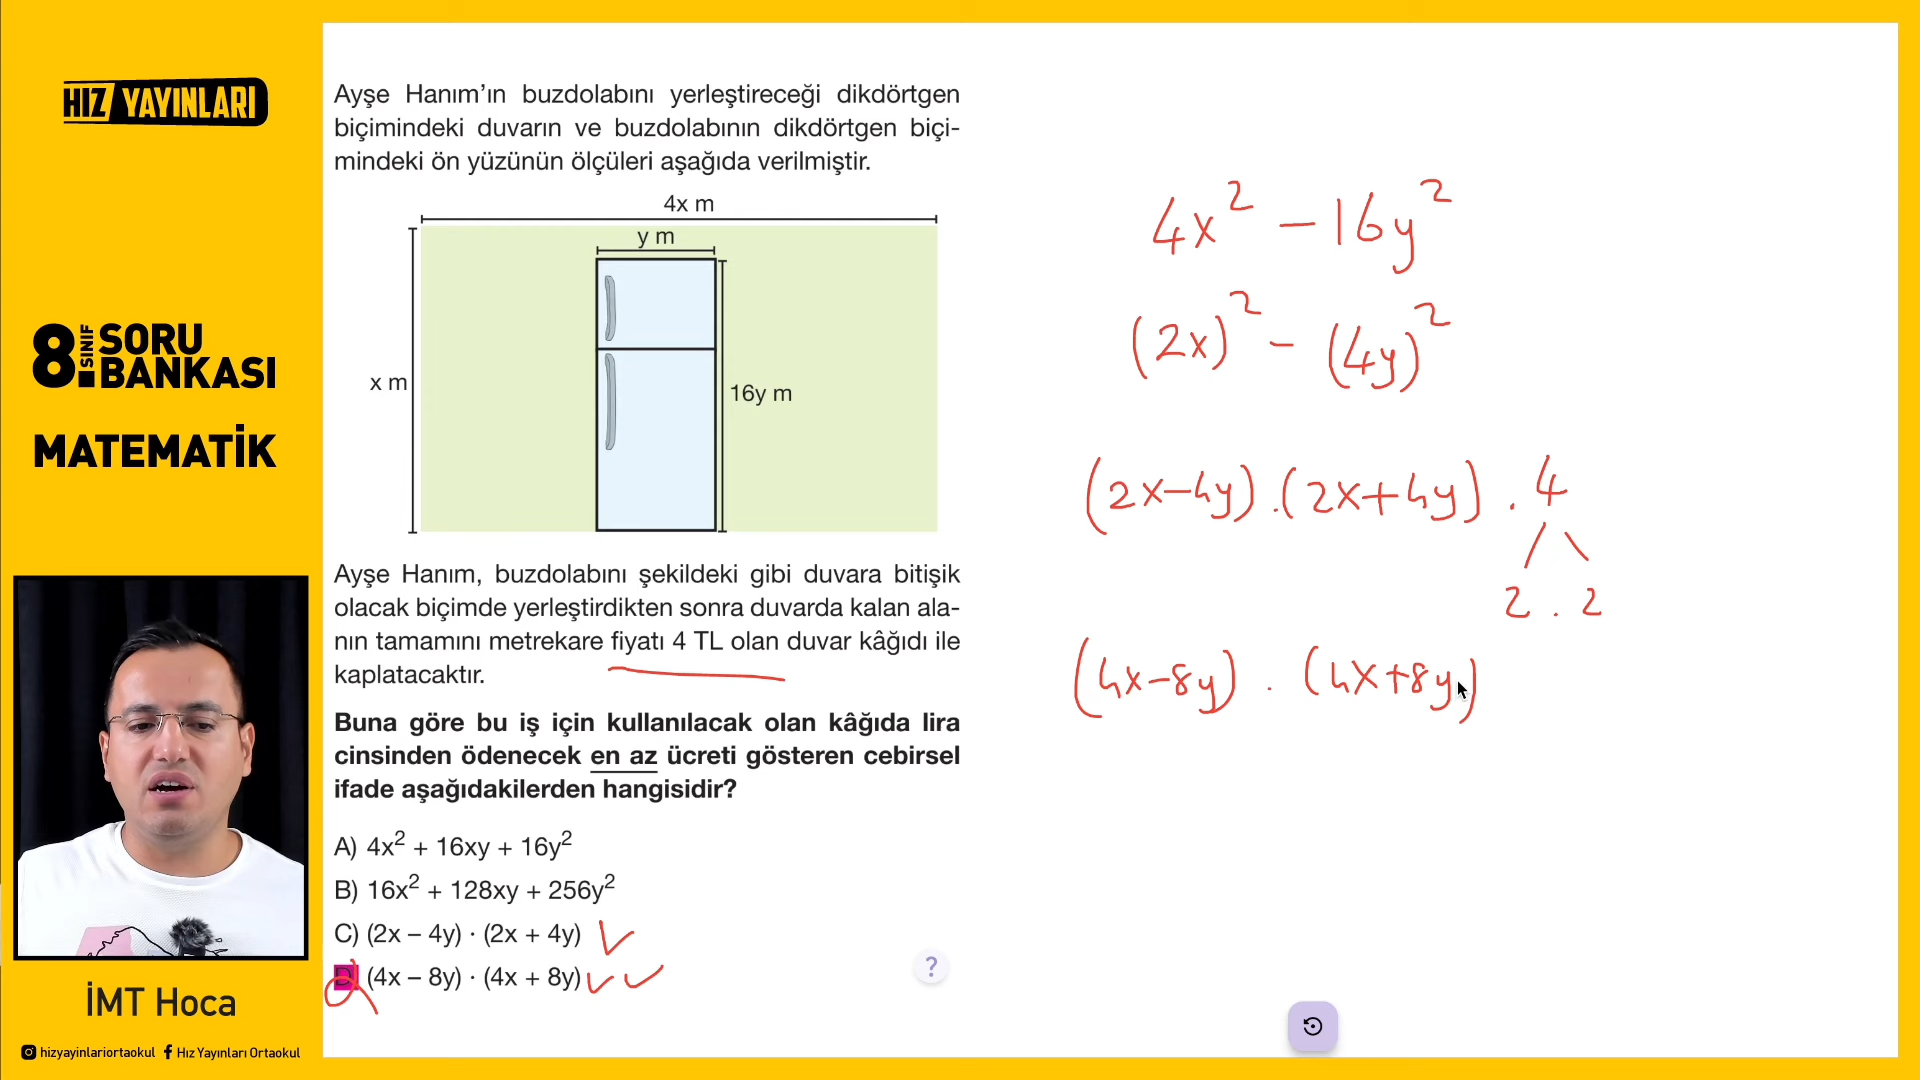 HIZ YAYINLARI
8. SINIF SORU BANKASI
MATEMATİK
İMT Hoca
hizyayinlariortaokul Hız Yayınları Ortaokul
Ayşe Hanım’ın buzdolabını yerleştireceği dikdörtgen
biçimindeki duvarın ve buzdolabının dikdörtgen biçi-
mindeki ön yüzünün ölçüleri aşağıda verilmiştir.
4x m
y m
x m
16y m
Ayşe Hanım, buzdolabını şekildeki gibi duvara bitişik
olacak biçimde yerleştirdikten sonra duvarda kalan ala-
nın tamamını metrekare fiyatı 4 TL olan duvar kâğıdı ile
kaplatacaktır.
Buna göre bu iş için kullanılacak olan kâğıda lira
cinsinden ödenecek en az ücreti gösteren cebirsel
ifade aşağıdakilerden hangisidir?
A) 4x² + 16xy + 16y²
B) 16x² + 128xy + 256y²
C) (2x – 4y) · (2x + 4y)
D) (4x – 8y) · (4x + 8y)
4x² – 16y²
(2x)² – (4y)²
(2x–4y).(2x+4y) . 4
2 . 2
(4x–8y) . (4x+8y)
?